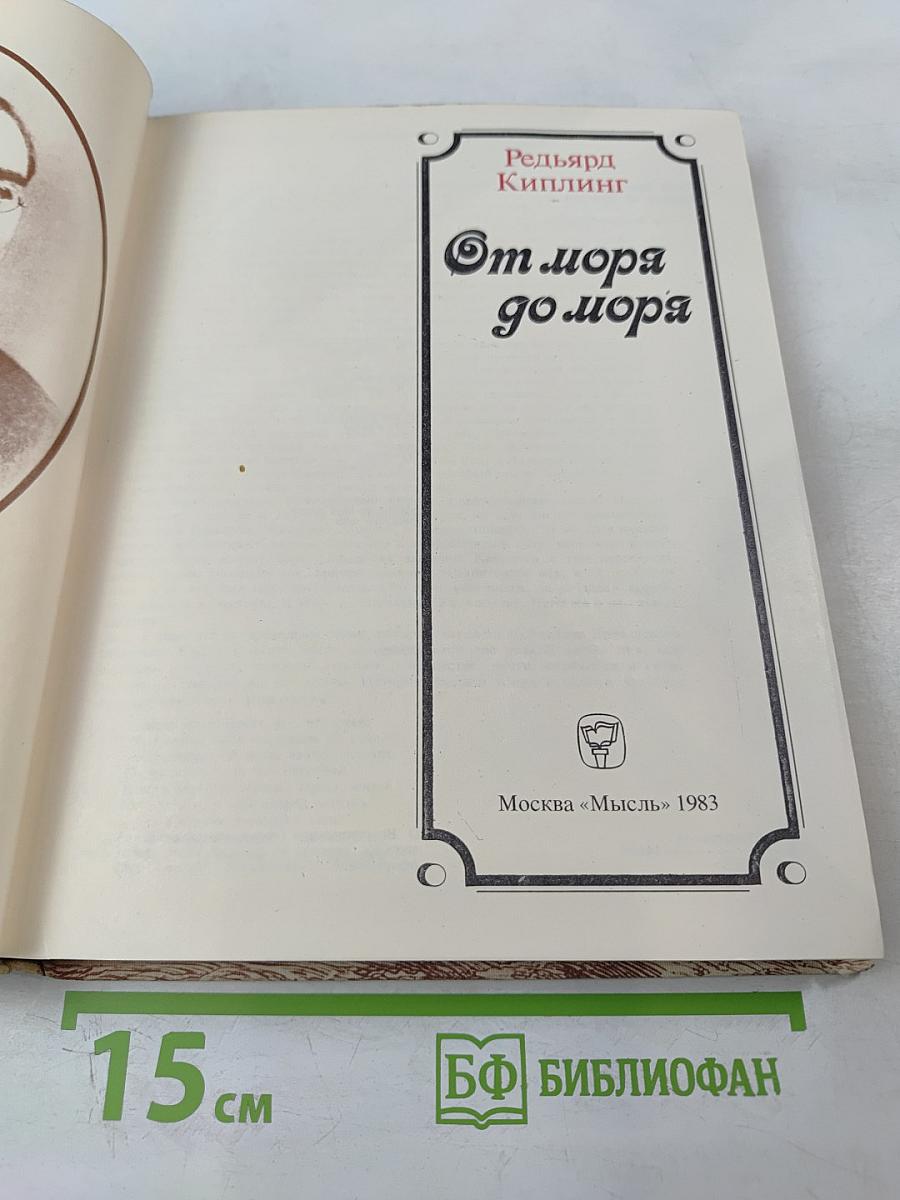 Редьярд
Киплинг
От моря
до моря
Москва «Мысль» 1983
15 см
БФ БИБЛИОФАН